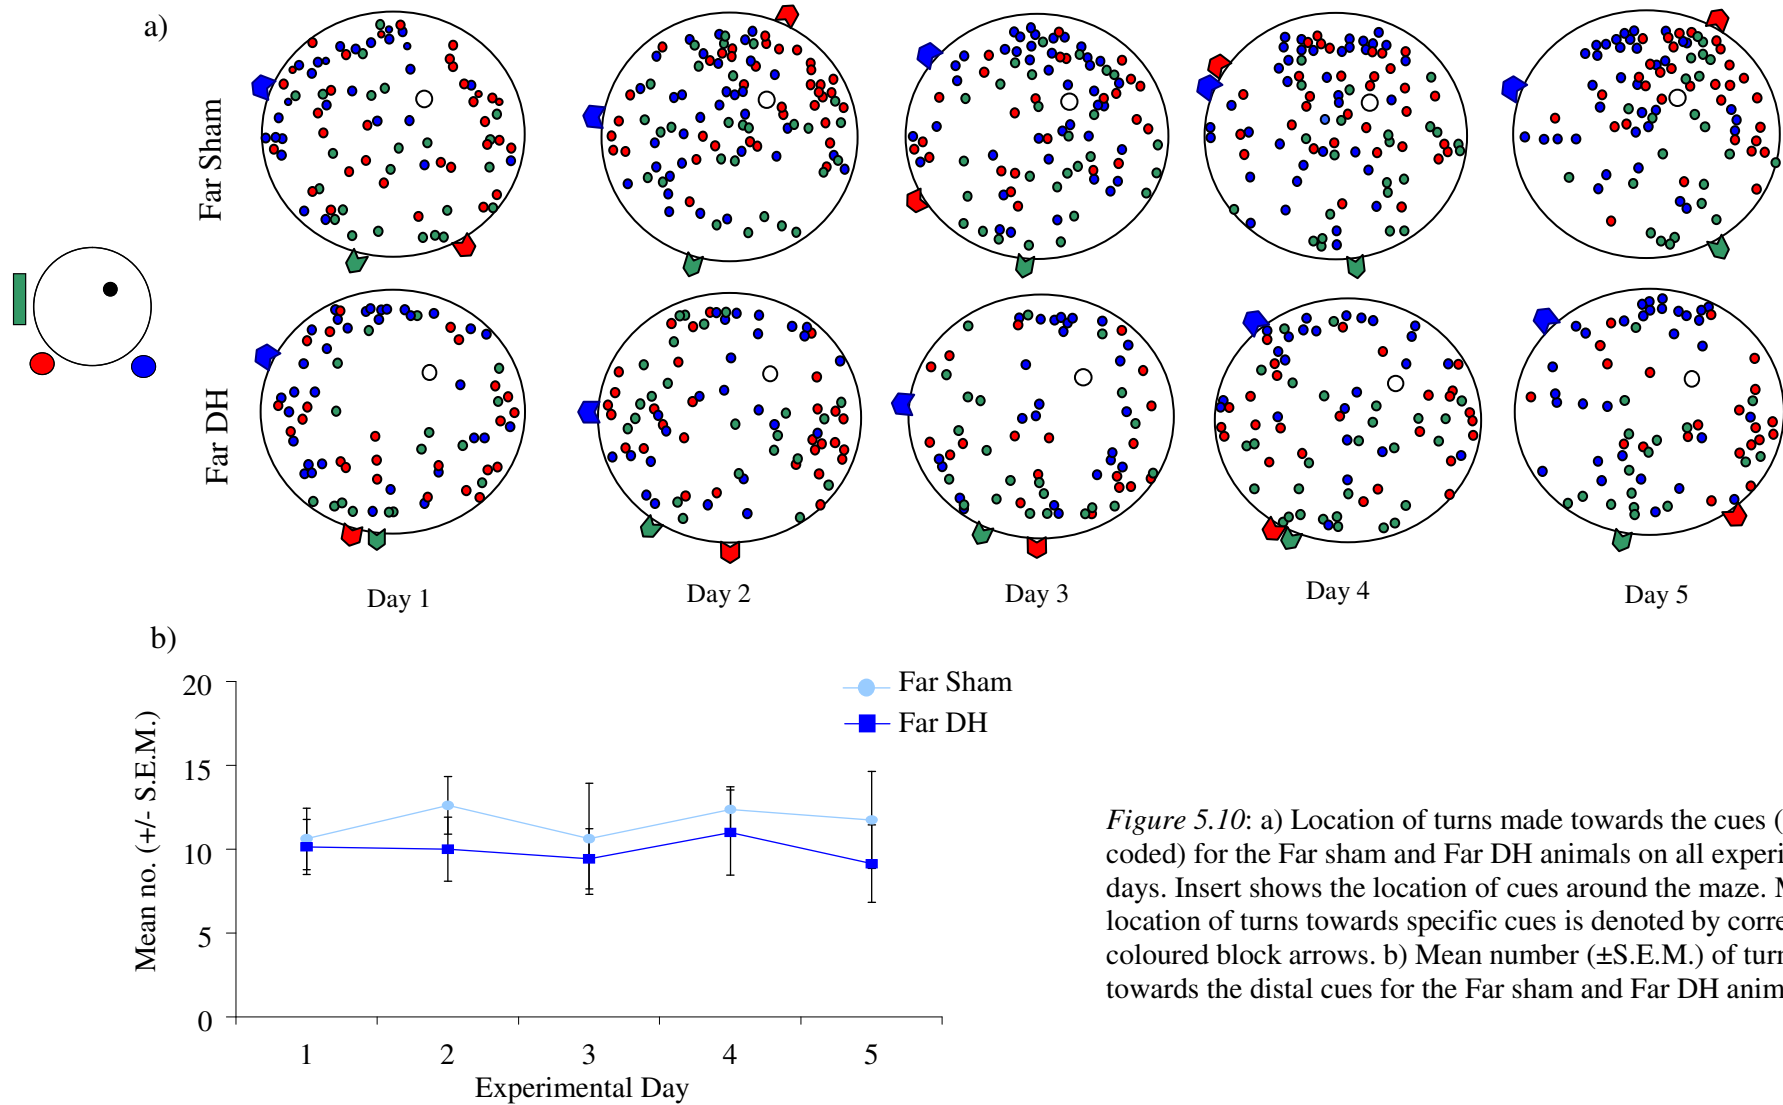 a)
Far Sham
Far DH
Day 1
Day 2
Day 3
Day 4
Day 5
b)
Mean no. (+/- S.E.M.)
20
15
10
5
0
1
2
3
4
5
Experimental Day
Far Sham
Far DH
Figure 5.10: a) Location of turns made towards the cues (
coded) for the Far sham and Far DH animals on all experi
days. Insert shows the location of cues around the maze. M
location of turns towards specific cues is denoted by corre
coloured block arrows. b) Mean number (±S.E.M.) of turn
towards the distal cues for the Far sham and Far DH anim